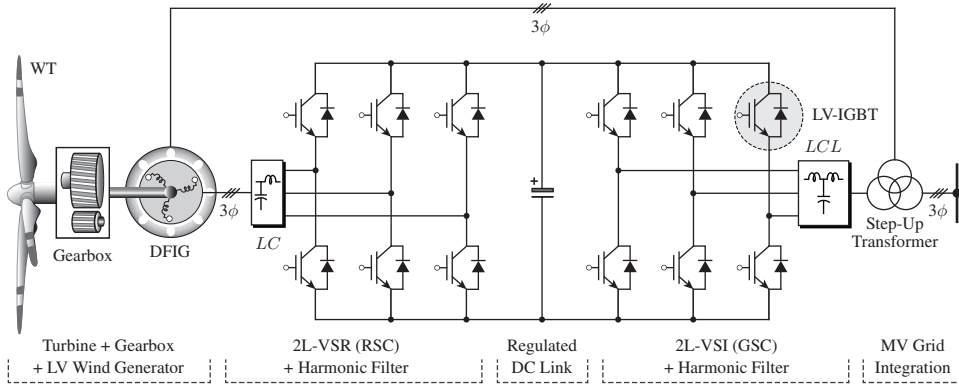 3ϕ
WT
LV-IGBT
LCL
+
3ϕ
LC
3ϕ
Gearbox
DFIG
Step-Up
Transformer
Turbine + Gearbox
+ LV Wind Generator
2L-VSR (RSC)
+ Harmonic Filter
Regulated
DC Link
2L-VSI (GSC)
+ Harmonic Filter
MV Grid
Integration